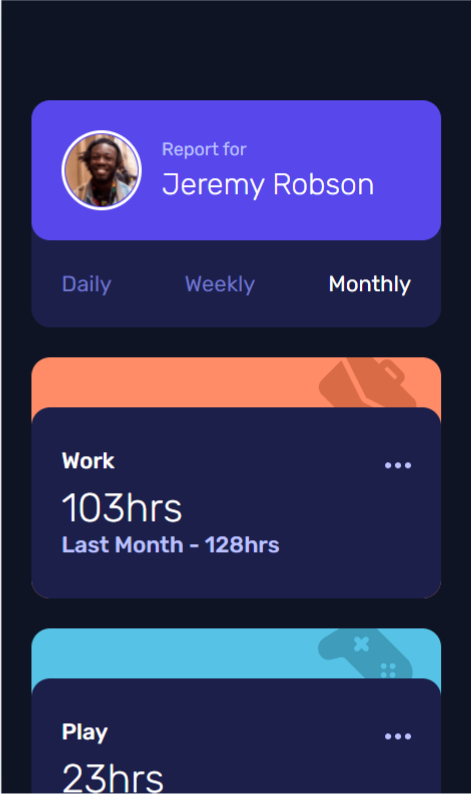 Report for
Jeremy Robson
Daily Weekly Monthly
Work
103hrs
Last Month - 128hrs
Play
23hrs